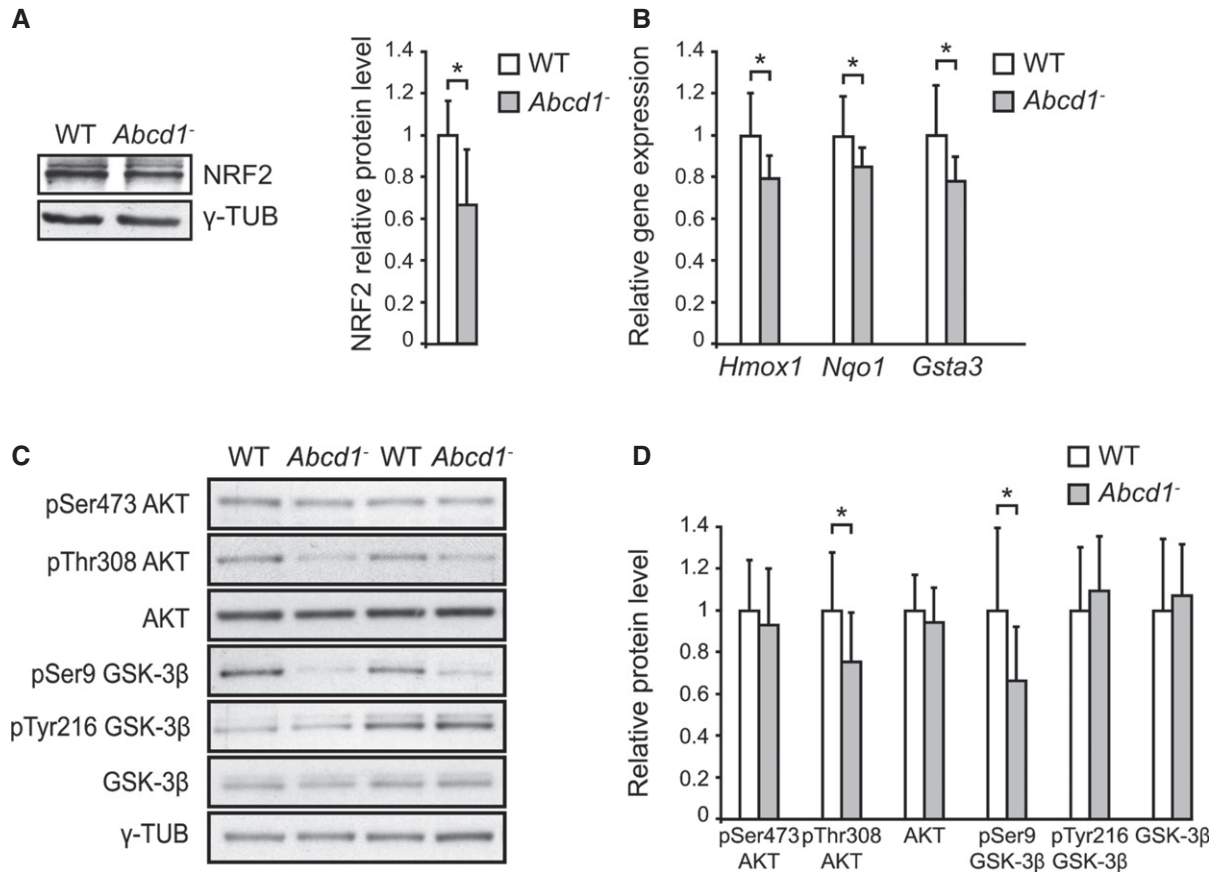 A
WT Abcd1-
NRF2
γ-TUB
NRF2 relative protein level
1.4
1.2
1
0.8
0.6
0.4
0.2
0
*
WT
Abcd1-
B
Relative gene expression
1.4
1.2
1
0.8
0.6
0.4
0.2
0
* * *
WT
Abcd1-
Hmox1 Nqo1 Gsta3
C
WT Abcd1- WT Abcd1-
pSer473 AKT
pThr308 AKT
AKT
pSer9 GSK-3β
pTyr216 GSK-3β
GSK-3β
γ-TUB
D
WT
Abcd1-
Relative protein level
1.4
1.2
1
0.8
0.6
0.4
0.2
0
* *
pSer473 pThr308 AKT pSer9 pTyr216 GSK-3β
AKT AKT GSK-3β GSK-3β